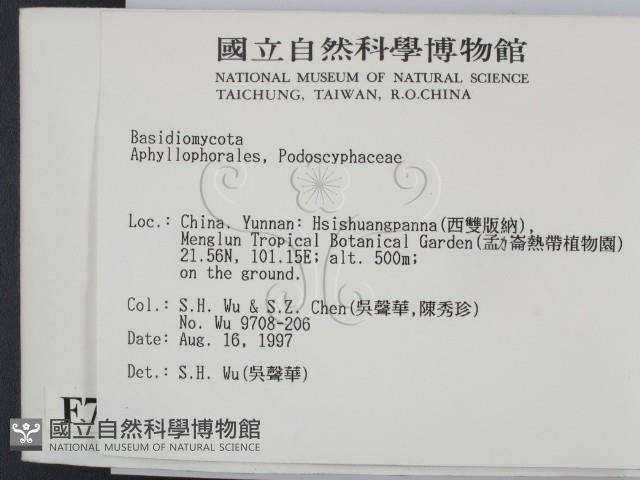 國立自然科學博物館
NATIONAL MUSEUM OF NATURAL SCIENCE
TAICHUNG, TAIWAN, R.O.CHINA
Basidiomycota
Aphyllophorales, Podoscyphaceae
Loc.: China. Yunnan: Hsishuangpanna(西雙版納),
Menglun Tropical Botanical Garden(孟力崙熱帶植物園)
21.56N, 101.15E; alt. 500m;
on the ground.
Col.: S.H. Wu & S.Z. Chen(吳聲華,陳秀珍)
No. Wu 9708-206
Date: Aug. 16, 1997
Det.: S.H. Wu(吳聲華)
國立自然科學博物館
NATIONAL MUSEUM OF NATURAL SCIENCE